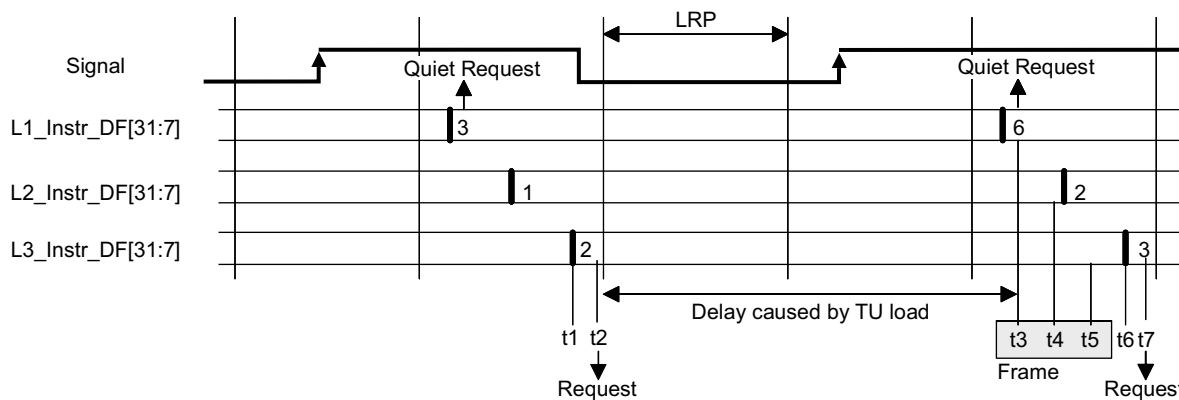 LRP
Signal
Quiet Request Quiet Request
L1_Instr_DF[31:7] 3 6
L2_Instr_DF[31:7] 1 2
L3_Instr_DF[31:7] 2 3
Delay caused by TU load
t1 t2 t3 t4 t5 t6 t7
Frame
Request Request